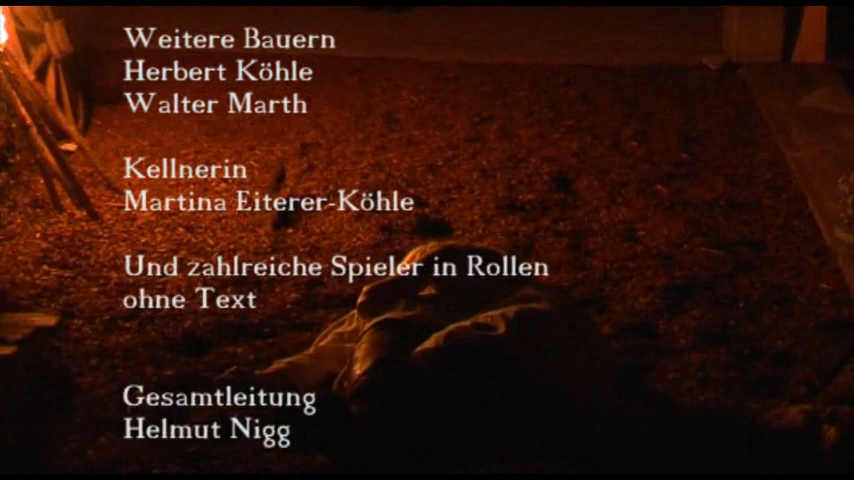 Weitere Bauern
Herbert Köhle
Walter Marth
Kellnerin
Martina Eiterer-Köhle
Und zahlreiche Spieler in Rollen
ohne Text
Gesamtleitung
Helmut Nigg